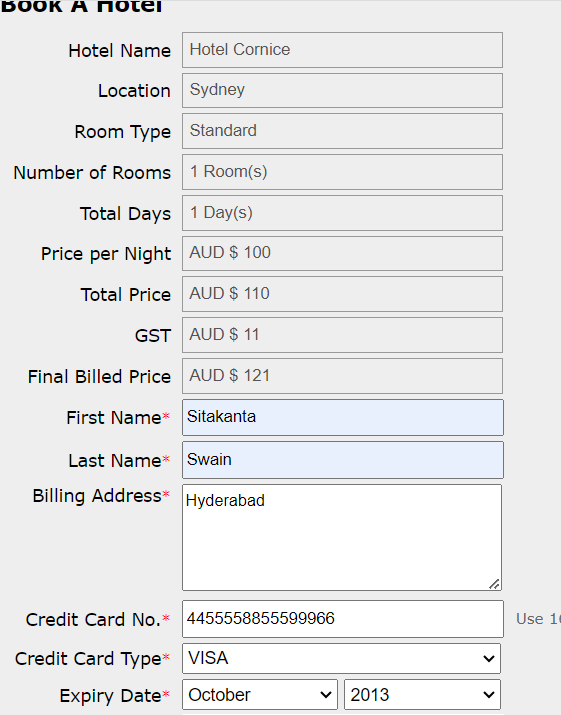 Book A Hotel
Hotel Name Hotel Cornice
Location Sydney
Room Type Standard
Number of Rooms 1 Room(s)
Total Days 1 Day(s)
Price per Night AUD $ 100
Total Price AUD $ 110
GST AUD $ 11
Final Billed Price AUD $ 121
First Name* Sitakanta
Last Name* Swain
Billing Address* Hyderabad
Credit Card No.* 4455558855599966 Use 16
Credit Card Type* VISA
Expiry Date* October 2013